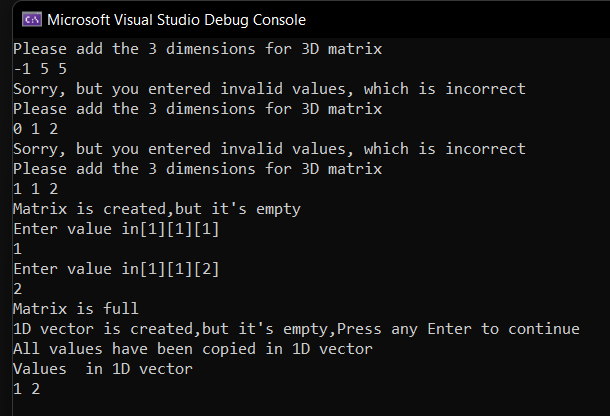 C:\ Microsoft Visual Studio Debug Console
Please add the 3 dimensions for 3D matrix
-1 5 5
Sorry, but you entered invalid values, which is incorrect
Please add the 3 dimensions for 3D matrix
0 1 2
Sorry, but you entered invalid values, which is incorrect
Please add the 3 dimensions for 3D matrix
1 1 2
Matrix is created,but it's empty
Enter value in[1][1][1]
1
Enter value in[1][1][2]
2
Matrix is full
1D vector is created,but it's empty,Press any Enter to continue
All values have been copied in 1D vector
Values  in 1D vector
1 2